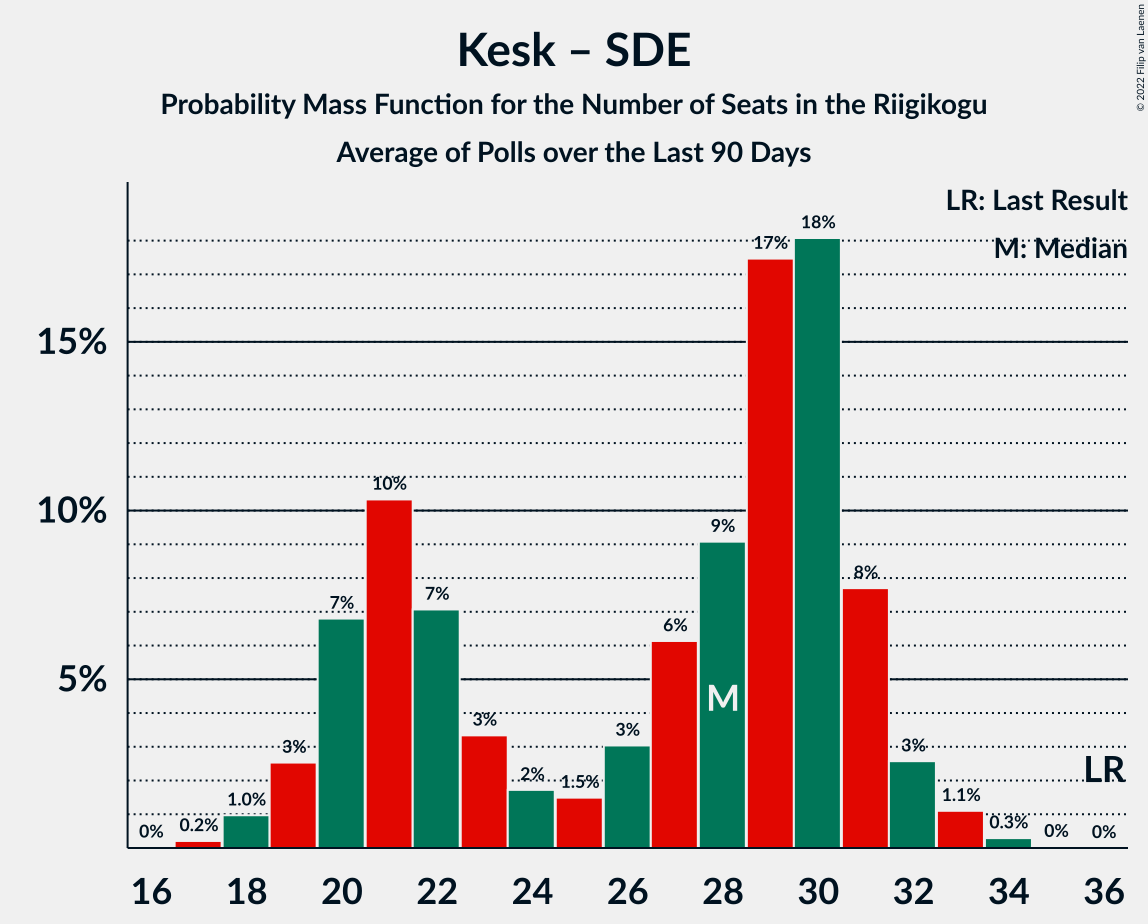 Kesk – SDE
Probability Mass Function for the Number of Seats in the Riigikogu
Average of Polls over the Last 90 Days
© 2022 Filip van Laenen
LR: Last Result
M: Median
15%
10%
5%
0%
0.2%
1.0%
3%
7%
10%
7%
3%
2%
1.5%
3%
6%
9%
17%
18%
8%
3%
1.1%
0.3%
0%
0%
M
LR
16 18 20 22 24 26 28 30 32 34 36